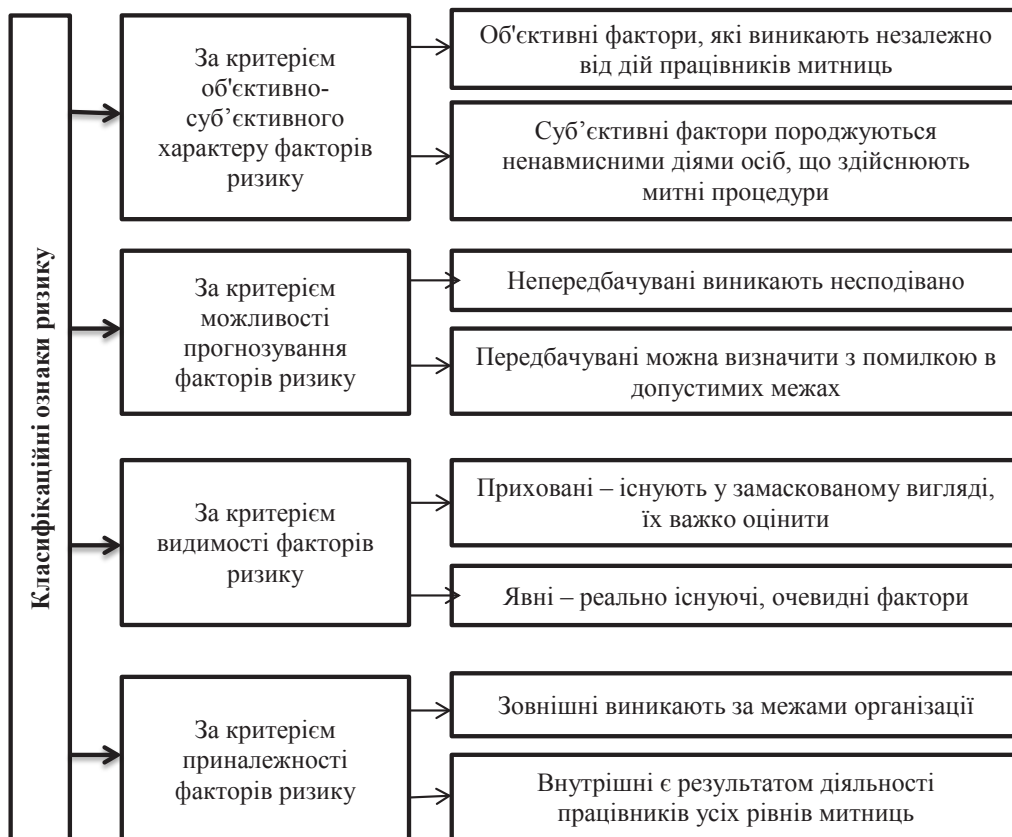 Класифікаційні ознаки ризику
За критерієм
об'єктивно-
суб’єктивного
характеру факторів
ризику
Об'єктивні фактори, які виникають незалежно
від дій працівників митниць
Суб’єктивні фактори породжуються
ненавмисними діями осіб, що здійснюють
митні процедури
За критерієм
можливості
прогнозування
факторів ризику
Непередбачувані виникають несподівано
Передбачувані можна визначити з помилкою в
допустимих межах
За критерієм
видимості факторів
ризику
Приховані – існують у замаскованому вигляді,
їх важко оцінити
Явні – реально існуючі, очевидні фактори
За критерієм
приналежності
факторів ризику
Зовнішні виникають за межами організації
Внутрішні є результатом діяльності
працівників усіх рівнів митниць